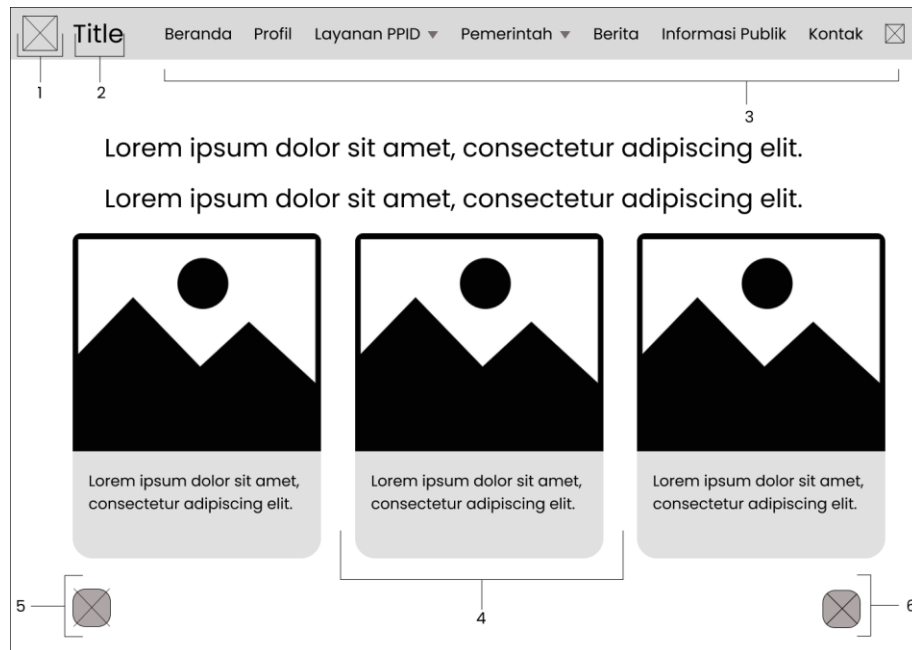 Title Beranda Profil Layanan PPID Pemerintah Berita Informasi Publik Kontak
1
2
3
Lorem ipsum dolor sit amet, consectetur adipiscing elit.
Lorem ipsum dolor sit amet, consectetur adipiscing elit.
Lorem ipsum dolor sit amet,
consectetur adipiscing elit.
Lorem ipsum dolor sit amet,
consectetur adipiscing elit.
Lorem ipsum dolor sit amet,
consectetur adipiscing elit.
5
4
6